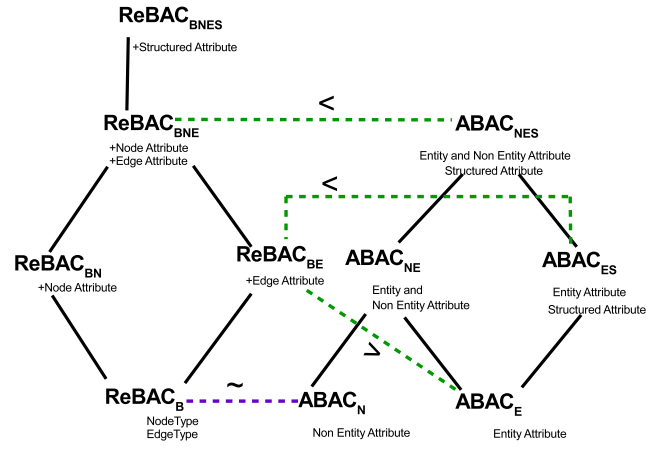 ReBAC_BNES
+Structured Attribute
<
ReBAC_BNE
ABAC_NES
+Node Attribute
+Edge Attribute
Entity and Non Entity Attribute
Structured Attribute
<
ReBAC_BN
+Node Attribute
ReBAC_BE
+Edge Attribute
ABAC_NE
Entity and
Non Entity Attribute
ABAC_ES
Entity Attribute
Structured Attribute
>
~
ReBAC_B
NodeType
EdgeType
ABAC_N
Non Entity Attribute
ABAC_E
Entity Attribute